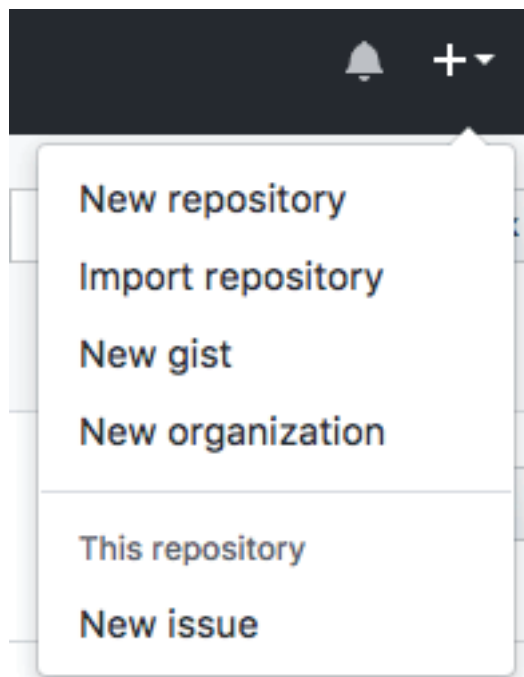 New repository
Import repository
New gist
New organization
This repository
New issue